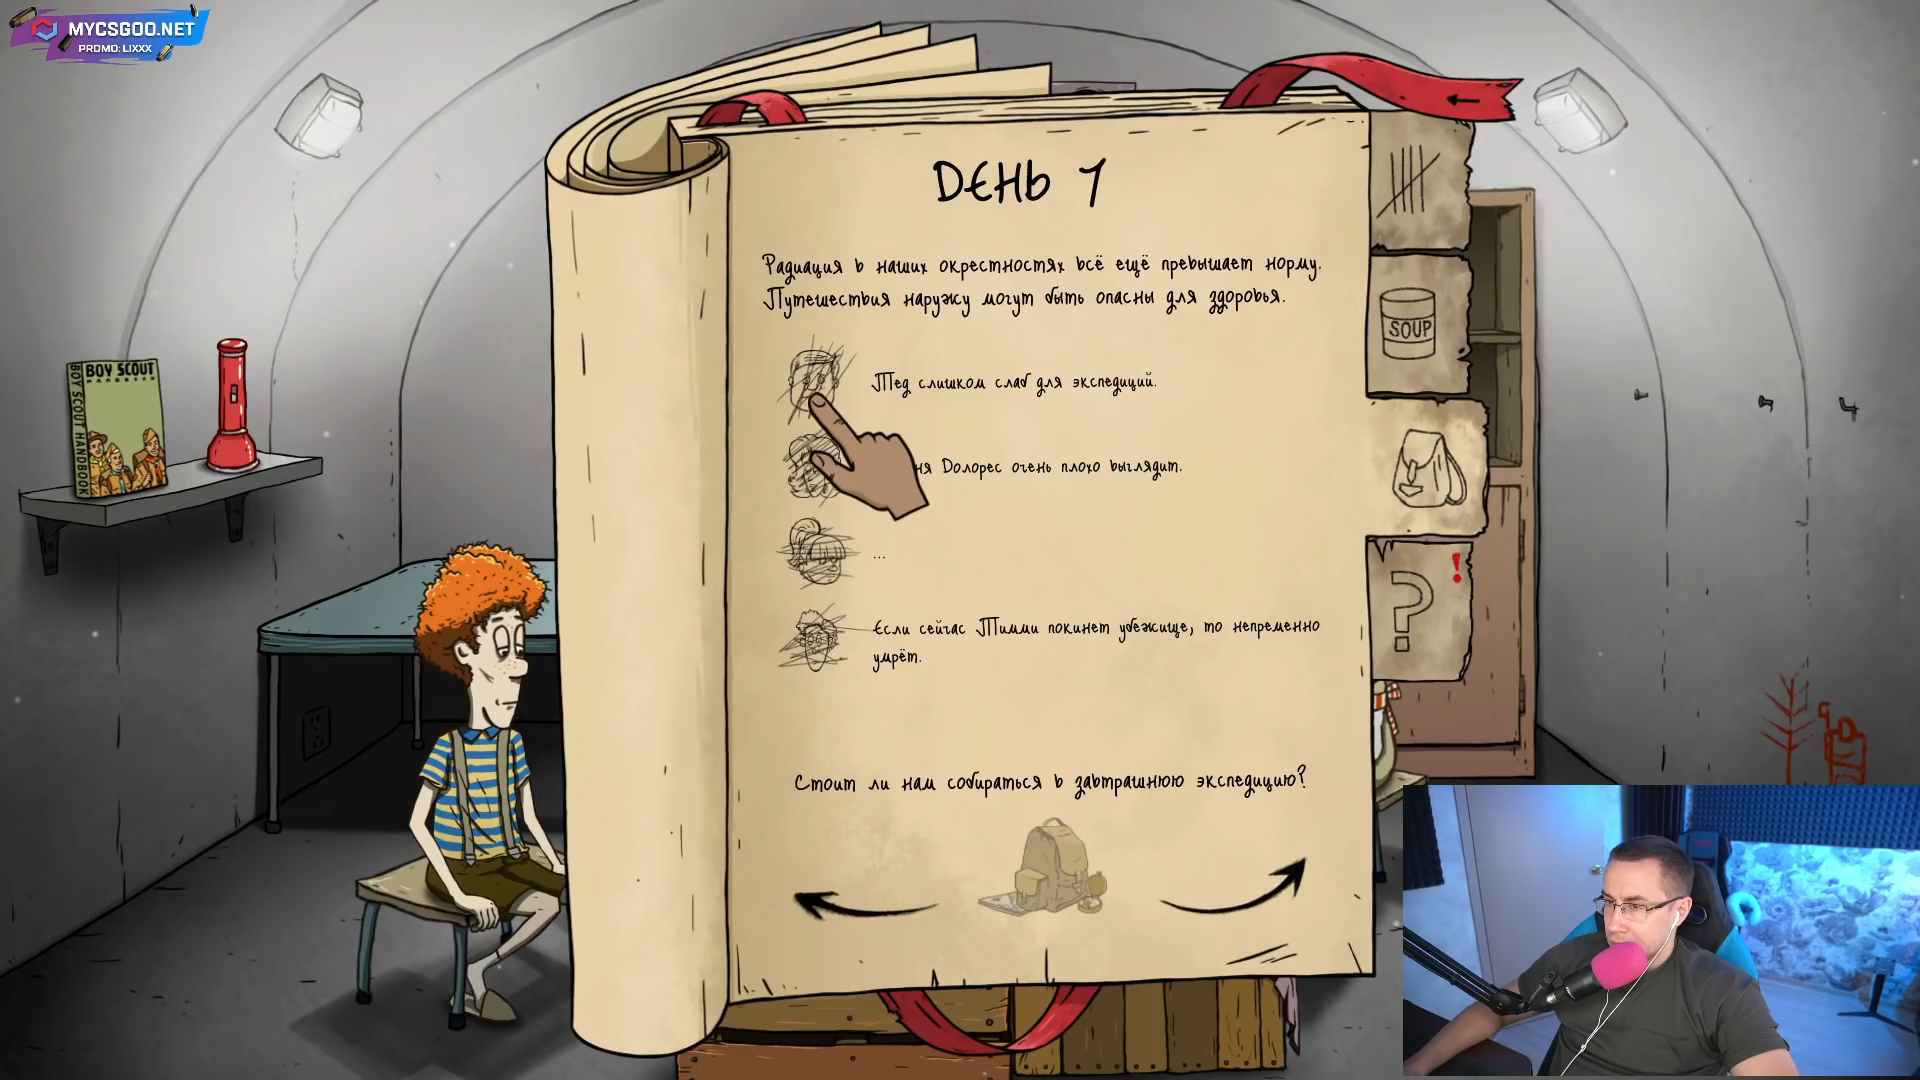 MYCSGOO.NET
PROMO: LIXXX
ДЕНЬ 7
Радиация в наших окрестностях всё ещё превышает норму.
Путешествия наружу могут быть опасны для здоровья.
Тед слишком слаб для экспедиций.
Долорес очень плохо выглядит.
...
Если сейчас Тимми покинет убежище, то непременно
умрёт.
Стоит ли нам собираться в завтрашнюю экспедицию?
SOUP
?
!
BOY SCOUT
HANDBOOK
BOY SCOUT HANDBOOK